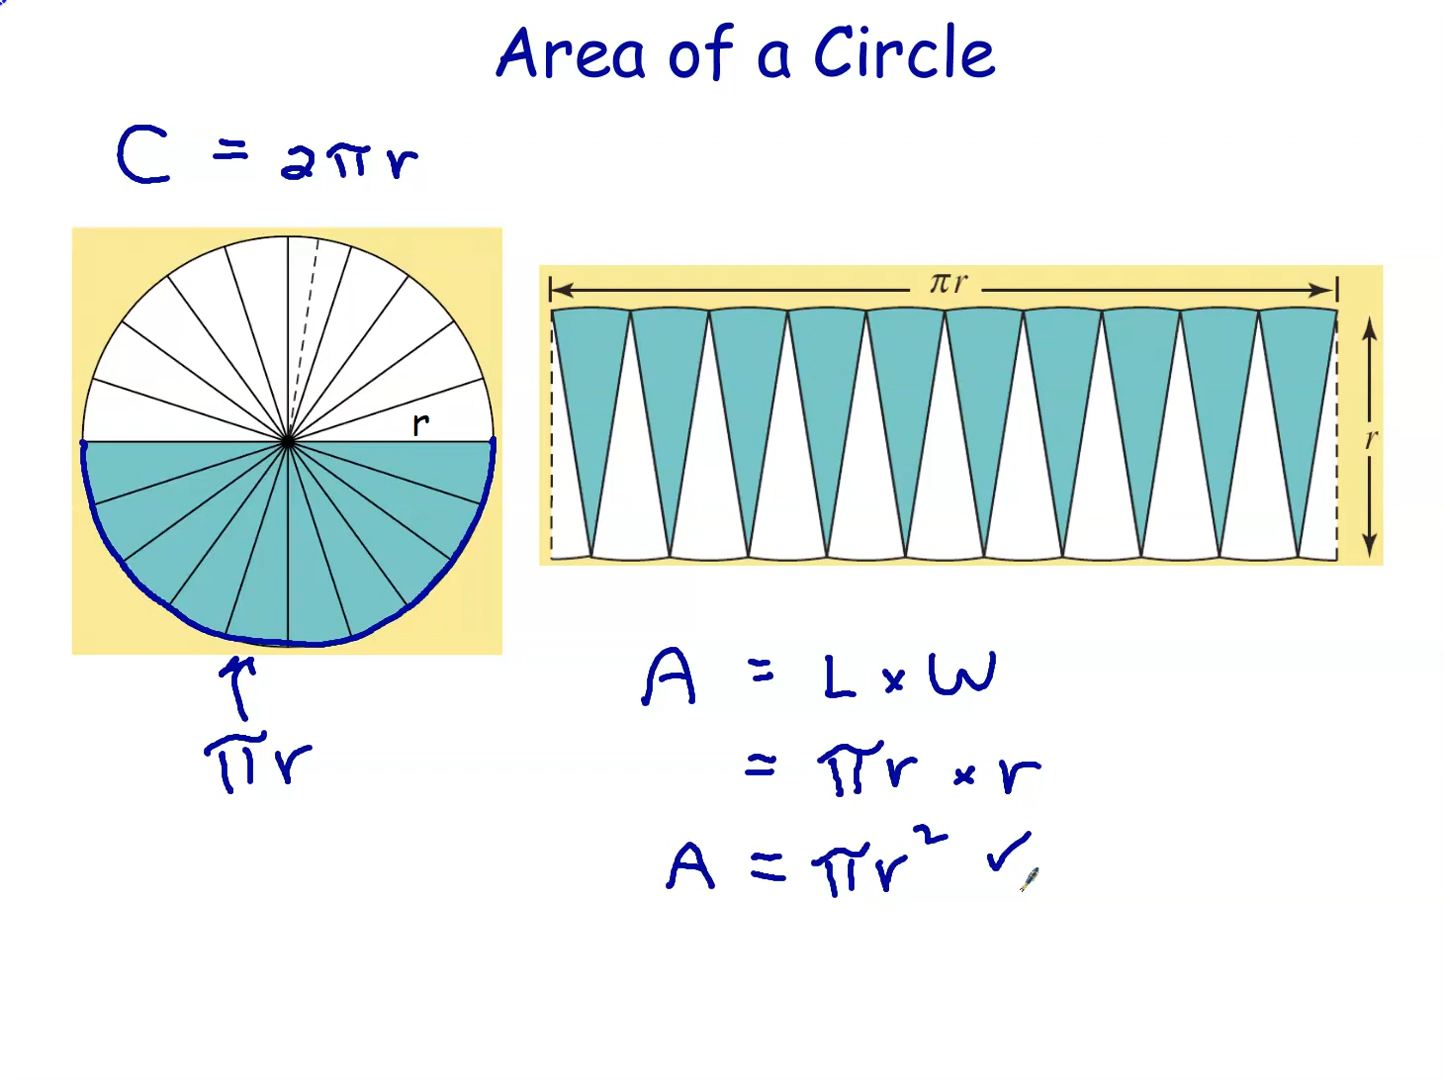 Area of a Circle
C = 2πr
πr
r
r
πr
A = L × W
= πr × r
A = πr² ✓